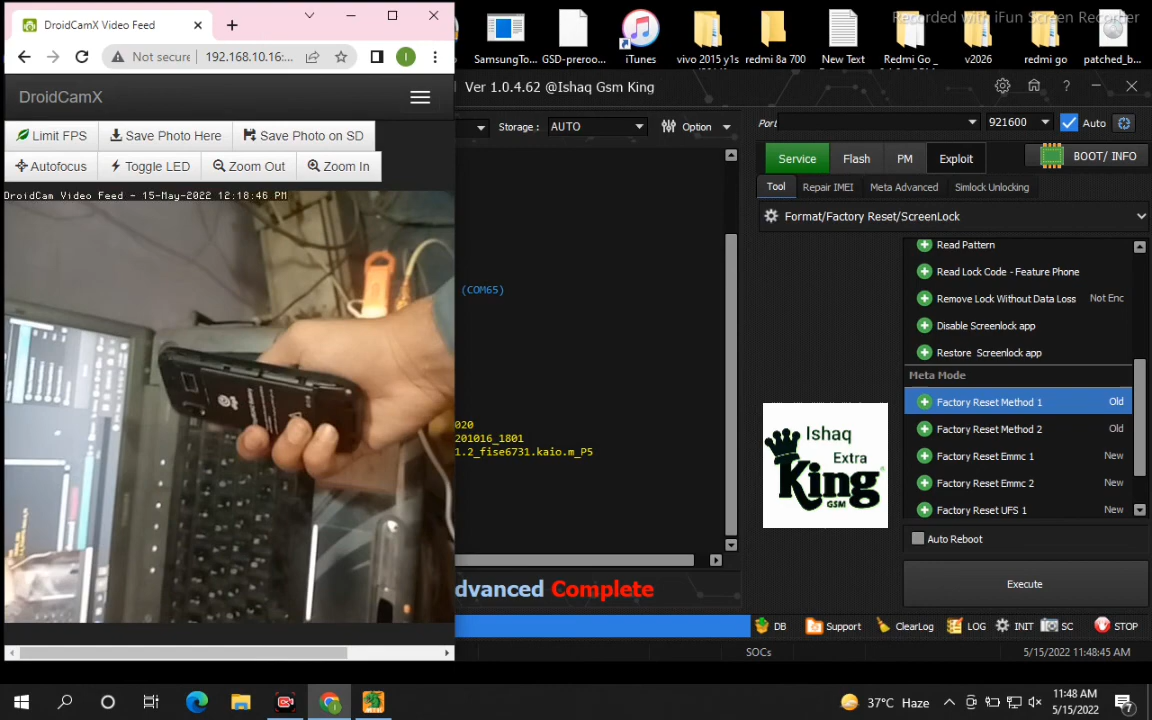 DroidCamX Video Feed
Not secure
192.168.10.16:...
DroidCamX
Limit FPS
Save Photo Here
Save Photo on SD
Autofocus
Toggle LED
Zoom Out
Zoom In
DroidCam Video Feed - 15-May-2022 12:18:46 PM
SamsungTo...
GSD-preroo...
iTunes
vivo 2015 y1s
redmi 8a 700
New Text
Redmi Go _
v2026
redmi go
patched_b...
Recorded with iFun Screen Recorder
Ver 1.0.4.62 @Ishaq Gsm King
Storage :
AUTO
Option
Port
921600
Auto
Service
Flash
PM
Exploit
BOOT/ INFO
Tool
Repair IMEI
Meta Advanced
Simlock Unlocking
Format/Factory Reset/ScreenLock
(COM65)
020
201016_1801
1.2_fise6731.kaio.m_P5
Read Pattern
Read Lock Code - Feature Phone
Remove Lock Without Data Loss Not Enc
Disable Screenlock app
Restore Screenlock app
Meta Mode
Factory Reset Method 1 Old
Factory Reset Method 2 Old
Factory Reset Emmc 1 New
Factory Reset Emmc 2 New
Factory Reset UFS 1 New
Ishaq
Extra
King
GSM
Auto Reboot
Execute
dvanced Complete
DB
Support
ClearLog
LOG
INIT
SC
STOP
SOCs
5/15/2022 11:48:45 AM
37°C Haze
11:48 AM
5/15/2022
7